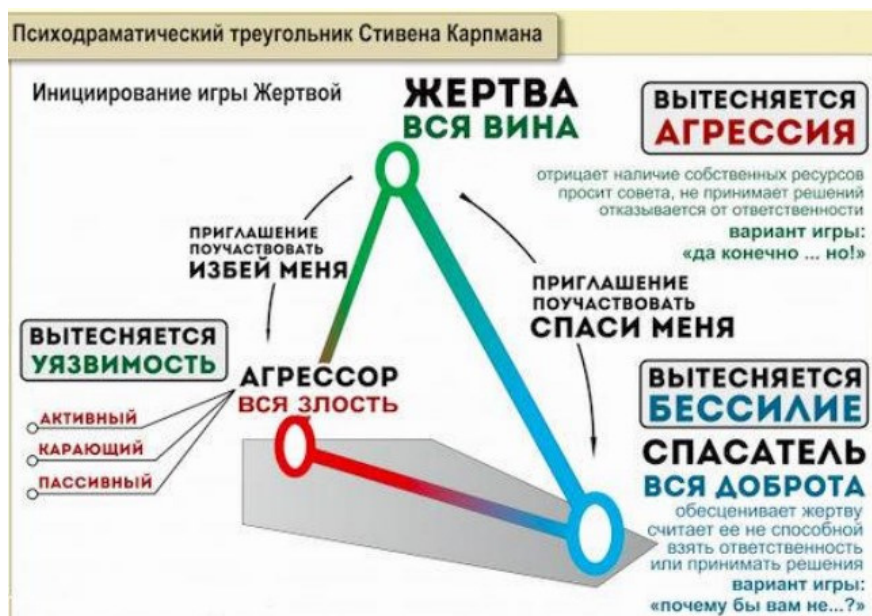 Психодраматический треугольник Стивена Карпмана
Инициирование игры Жертвой
ЖЕРТВА
ВСЯ ВИНА
ВЫТЕСНЯЕТСЯ
АГРЕССИЯ
отрицает наличие собственных ресурсов
просит совета, не принимает решений
отказывается от ответственности
вариант игры:
«да конечно ... но!»
ПРИГЛАШЕНИЕ
ПОУЧАСТВОВАТЬ
ИЗБЕЙ МЕНЯ
ПРИГЛАШЕНИЕ
ПОУЧАСТВОВАТЬ
СПАСИ МЕНЯ
ВЫТЕСНЯЕТСЯ
УЯЗВИМОСТЬ
АГРЕССОР
ВСЯ ЗЛОСТЬ
АКТИВНЫЙ
КАРАЮЩИЙ
ПАССИВНЫЙ
ВЫТЕСНЯЕТСЯ
БЕССИЛИЕ
СПАСАТЕЛЬ
ВСЯ ДОБРОТА
обесценивает жертву
считает ее не способной
взять ответственность
или принимать решения
вариант игры:
«почему бы вам не...?»